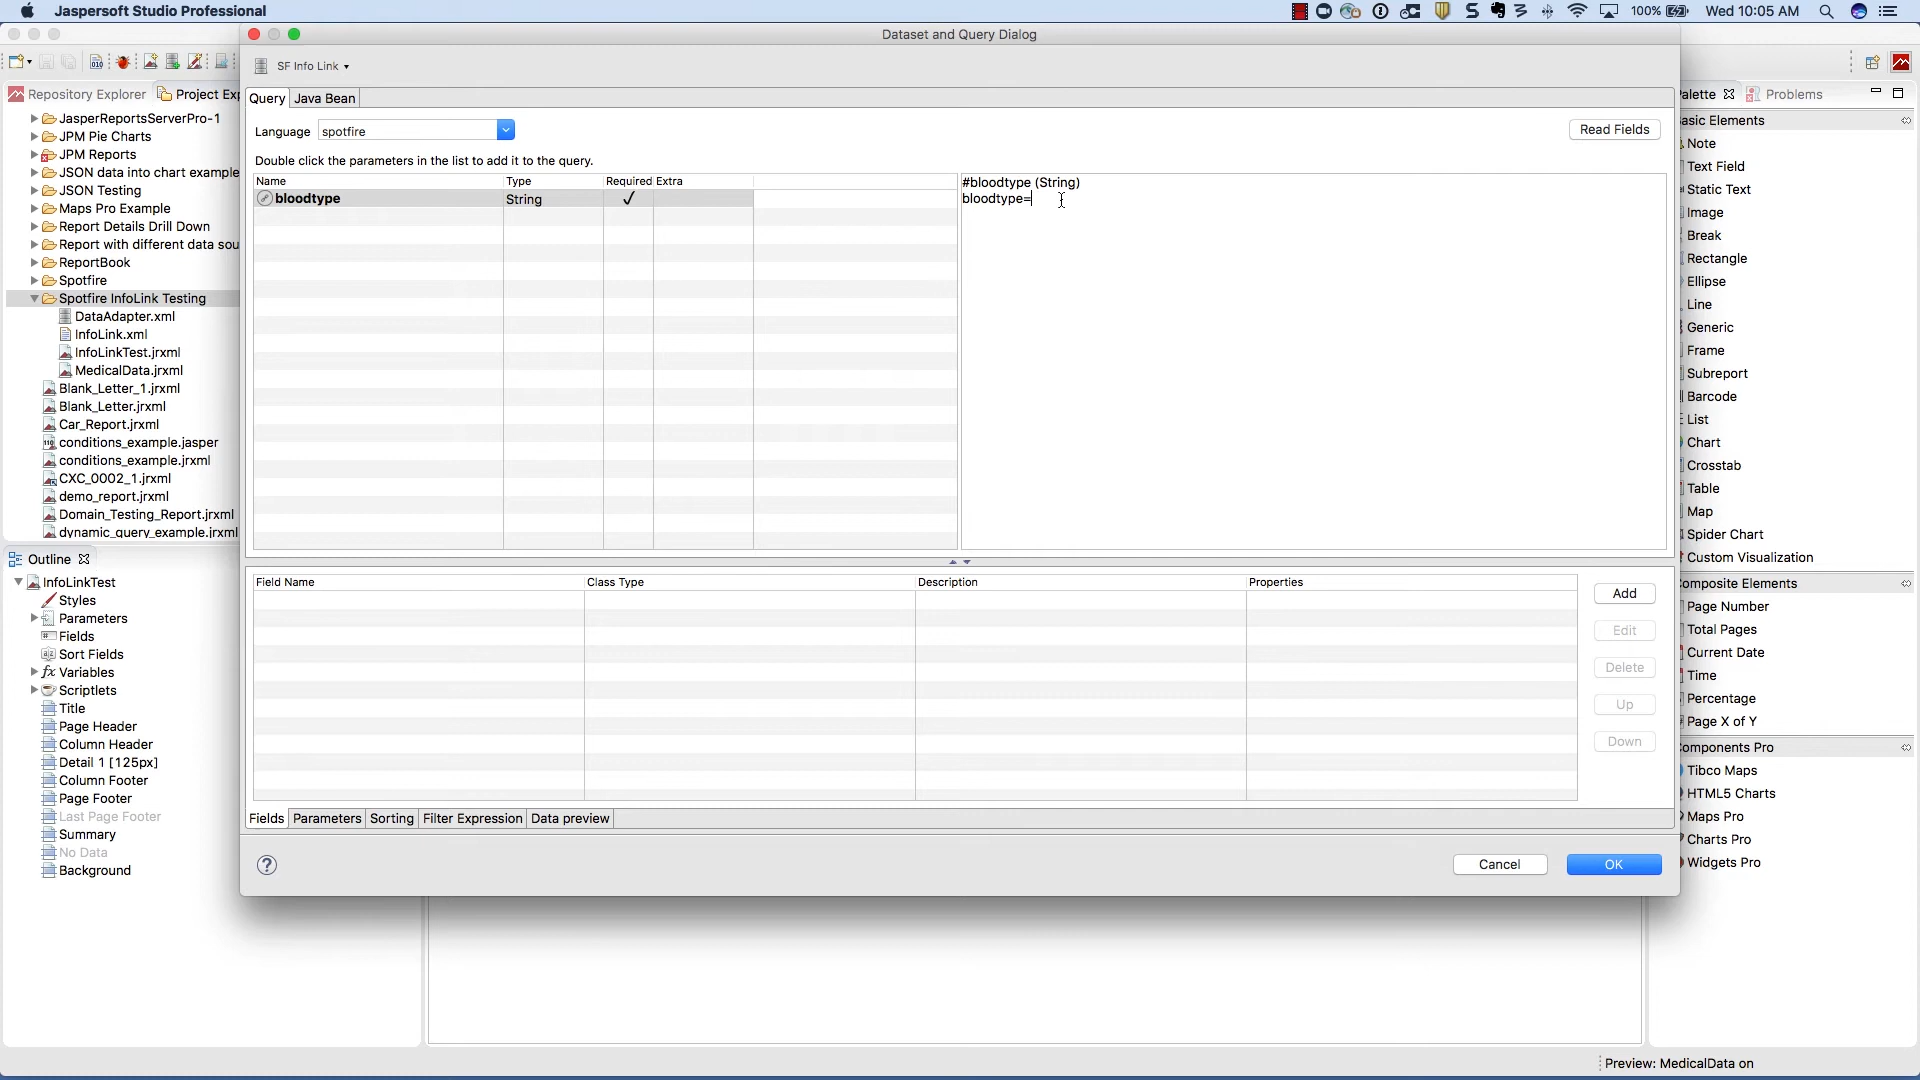 Jaspersoft Studio Professional
100%
Wed 10:05 AM
Dataset and Query Dialog
SF Info Link
Repository Explorer
Project Exp
Query
Java Bean
Palette
Problems
Language
spotfire
Read Fields
Double click the parameters in the list to add it to the query.
Name
Type
Required
Extra
bloodtype
String
#bloodtype (String)
bloodtype=
JasperReportsServerPro-1
JPM Pie Charts
JPM Reports
JSON data into chart example
JSON Testing
Maps Pro Example
Report Details Drill Down
Report with different data sou
ReportBook
Spotfire
Spotfire InfoLink Testing
DataAdapter.xml
InfoLink.xml
InfoLinkTest.jrxml
MedicalData.jrxml
Blank_Letter_1.jrxml
Blank_Letter.jrxml
Car_Report.jrxml
conditions_example.jasper
conditions_example.jrxml
CXC_0002_1.jrxml
demo_report.jrxml
Domain_Testing_Report.jrxml
dynamic_query_example.jrxml
Outline
InfoLinkTest
Styles
Parameters
Fields
Sort Fields
Variables
Scriptlets
Title
Page Header
Column Header
Detail 1 [125px]
Column Footer
Page Footer
Last Page Footer
Summary
No Data
Background
Field Name
Class Type
Description
Properties
Add
Edit
Delete
Up
Down
Fields
Parameters
Sorting
Filter Expression
Data preview
?
Cancel
OK
asic Elements
Note
Text Field
Static Text
Image
Break
Rectangle
Ellipse
Line
Generic
Frame
Subreport
Barcode
List
Chart
Crosstab
Table
Map
Spider Chart
Custom Visualization
omposite Elements
Page Number
Total Pages
Current Date
Time
Percentage
Page X of Y
omponents Pro
Tibco Maps
HTML5 Charts
Maps Pro
Charts Pro
Widgets Pro
Preview: MedicalData on